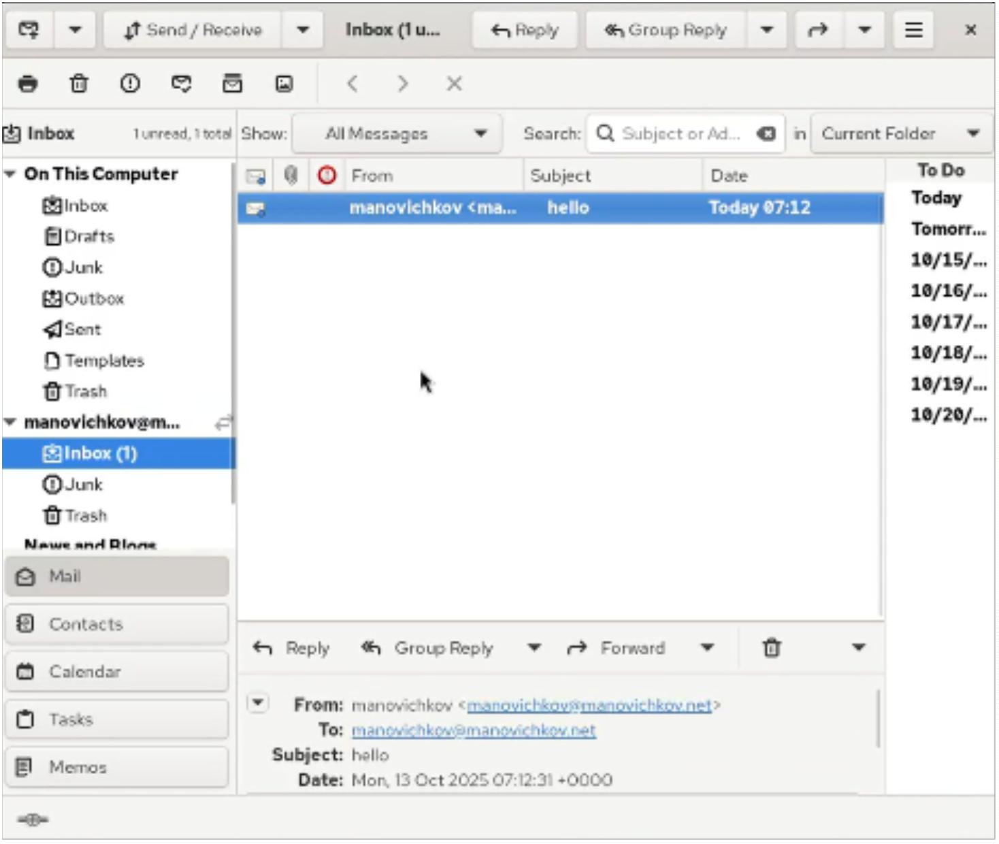 Send / Receive Inbox (1 u... Reply Group Reply
Inbox 1 unread, 1 total Show: All Messages Search: Subject or Ad... in Current Folder
On This Computer
Inbox
Drafts
Junk
Outbox
Sent
Templates
Trash
manovichkov@m...
Inbox (1)
Junk
Trash
News and Blogs
Mail
Contacts
Calendar
Tasks
Memos
From Subject Date
manovichkov <ma... hello Today 07:12
Reply Group Reply Forward
From: manovichkov <manovichkov@manovichkov.net>
To: manovichkov@manovichkov.net
Subject: hello
Date: Mon, 13 Oct 2025 07:12:31 +0000
To Do
Today
Tomorr...
10/15/...
10/16/...
10/17/...
10/18/...
10/19/...
10/20/...